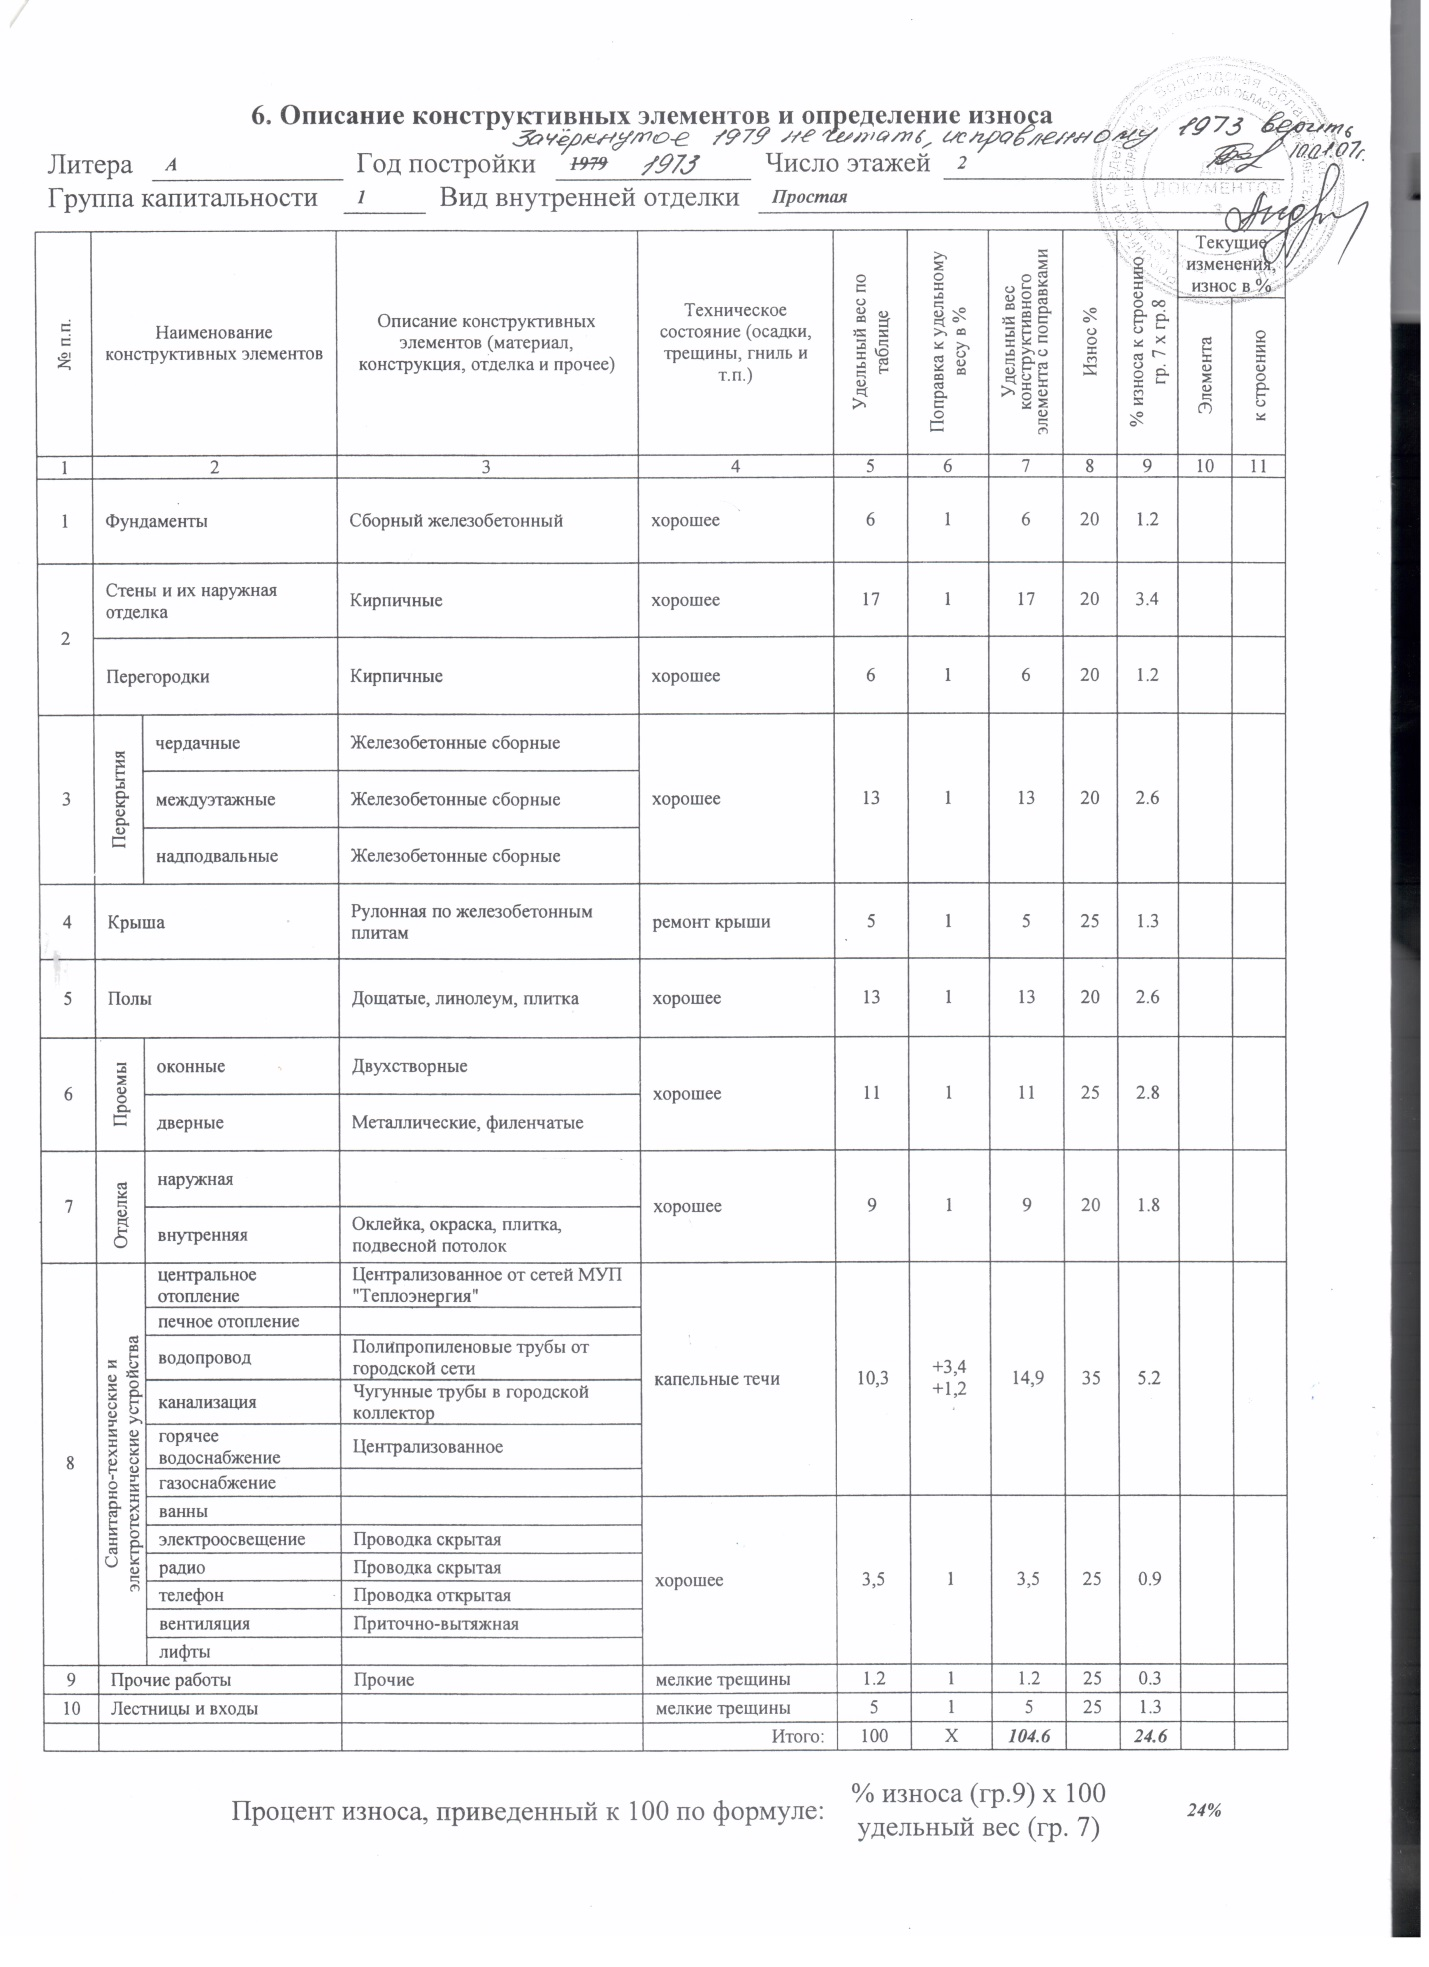 6. Описание конструктивных элементов и определение износа
Зачёркнутое 1979 не читать, исправленному 1973 верить
Литера А Год постройки 1979 1973 Число этажей 2
10.01.07г.
Группа капитальности 1 Вид внутренней отделки Простая
ДОКУМЕНТОВ
№ п.п.
Наименование
конструктивных элементов
Описание конструктивных
элементов (материал,
конструкция, отделка и прочее)
Техническое
состояние (осадки,
трещины, гниль и
т.п.)
Удельный вес по
таблице
Поправка к удельному
весу в %
Удельный вес
конструктивного
элемента с поправками
Износ %
% износа к строению
гр. 7 х гр.8
Текущие
изменения,
износ в %
Элемента
к строению
1 2 3 4 5 6 7 8 9 10 11
1 Фундаменты Сборный железобетонный хорошее 6 1 6 20 1.2
2
Стены и их наружная
отделка
Кирпичные хорошее 17 1 17 20 3.4
Перегородки Кирпичные хорошее 6 1 6 20 1.2
3 Перекрытия
чердачные Железобетонные сборные
междуэтажные Железобетонные сборные
надподвальные Железобетонные сборные
хорошее 13 1 13 20 2.6
4 Крыша
Рулонная по железобетонным
плитам
ремонт крыши 5 1 5 25 1.3
5 Полы Дощатые, линолеум, плитка хорошее 13 1 13 20 2.6
6 Проемы
оконные Двухстворные
дверные Металлические, филенчатые
хорошее 11 1 11 25 2.8
7 Отделка
наружная
внутренняя
Оклейка, окраска, плитка,
подвесной потолок
хорошее 9 1 9 20 1.8
8
Санитарно-технические и
электротехнические устройства
центральное
отопление
Централизованное от сетей МУП
"Теплоэнергия"
печное отопление
водопровод
Полипропиленовые трубы от
городской сети
канализация
Чугунные трубы в городской
коллектор
горячее
водоснабжение
Централизованное
газоснабжение
капельные течи 10,3
+3,4
+1,2
14,9 35 5.2
ванны
электроосвещение Проводка скрытая
радио Проводка скрытая
телефон Проводка открытая
вентиляция Приточно-вытяжная
лифты
хорошее 3,5 1 3,5 25 0.9
9 Прочие работы Прочие мелкие трещины 1.2 1 1.2 25 0.3
10 Лестницы и входы мелкие трещины 5 1 5 25 1.3
Итого: 100 Х 104.6 24.6
Процент износа, приведенный к 100 по формуле:
% износа (гр.9) х 100
удельный вес (гр. 7)
24%